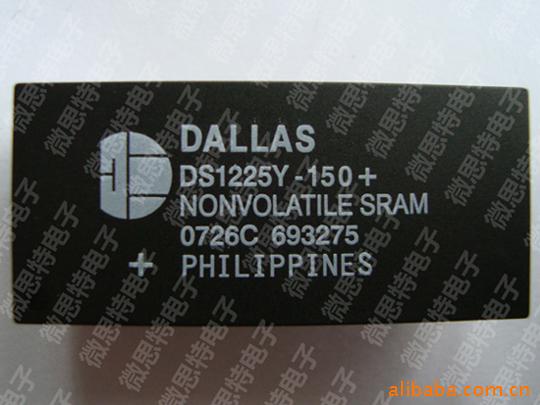 DALLAS
DS1225Y-150+
NONVOLATILE SRAM
0726C 693275
+ PHILIPPINES
微思特电子
alibaba.com.cn